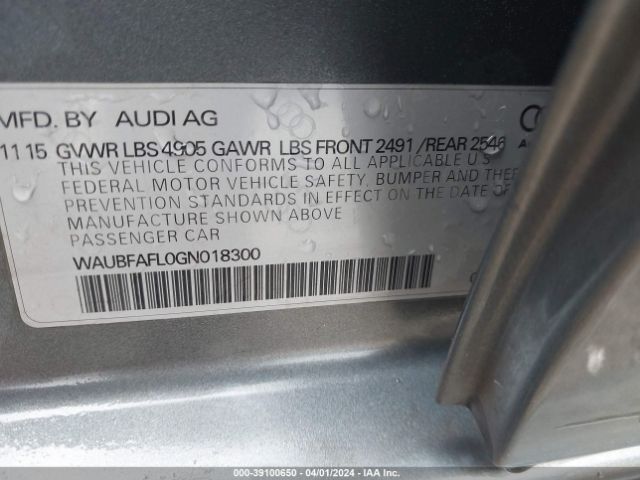 MFD. BY AUDI AG
11 15 GVWR LBS 4905 GAWR LBS FRONT 2491 /REAR 2546
THIS VEHICLE CONFORMS TO ALL APPLICABLE U.S
FEDERAL MOTOR VEHICLE SAFETY, BUMPER AND
PREVENTION STANDARDS IN EFFECT ON THE DATE OF
MANUFACTURE SHOWN ABOVE
PASSENGER CAR
WAUBFAFL0GN018300
000-39100650 - 04/01/2024 - IAA Inc.